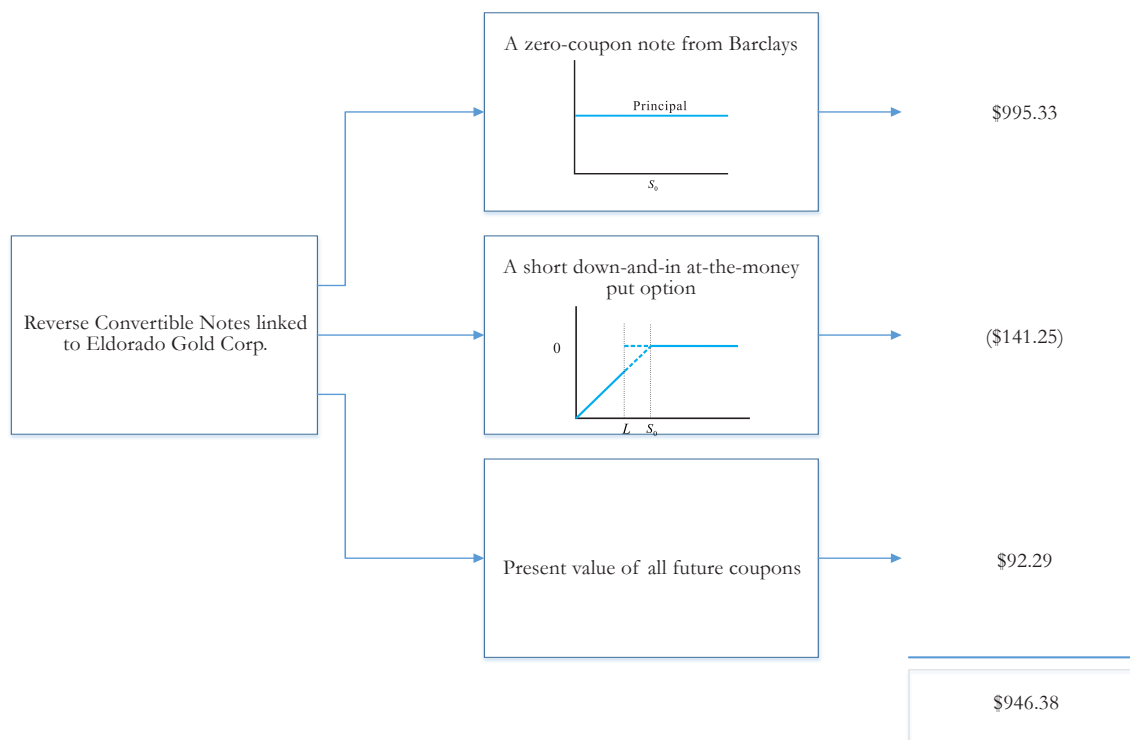 A zero-coupon note from Barclays
Principal
S₀
$995.33
Reverse Convertible Notes linked
to Eldorado Gold Corp.
A short down-and-in at-the-money
put option
0
L S₀
($141.25)
Present value of all future coupons
$92.29
$946.38